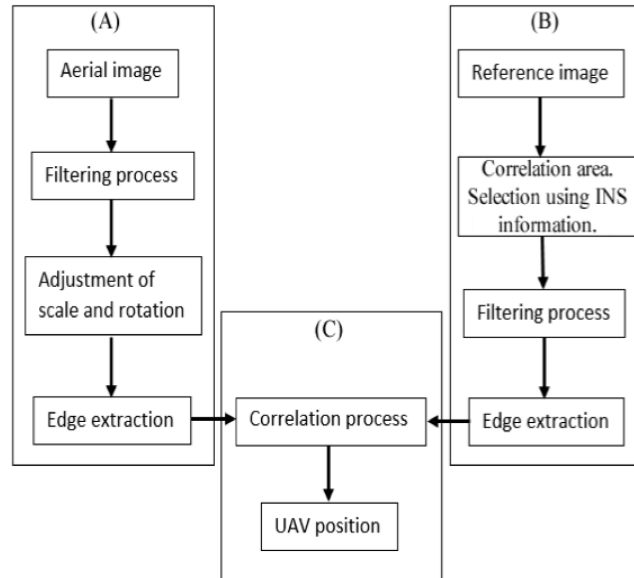 (A)
Aerial image
Filtering process
Adjustment of
scale and rotation
Edge extraction
(B)
Reference image
Correlation area.
Selection using INS
information.
Filtering process
Edge extraction
(C)
Correlation process
UAV position